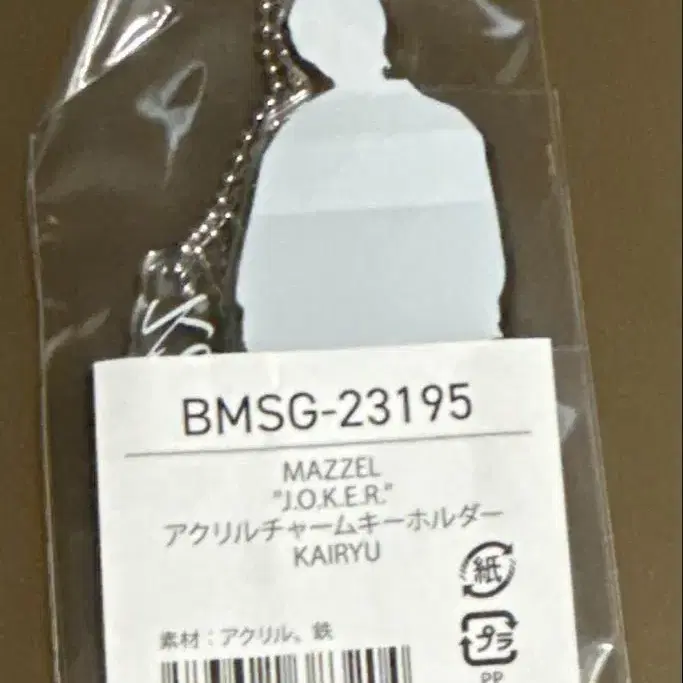 BMSG-23195
MAZZEL
"J.O.K.E.R."
アクリルチャームキーホルダー
KAIRYU
紙
素材：アクリル、鉄
プラ
PP